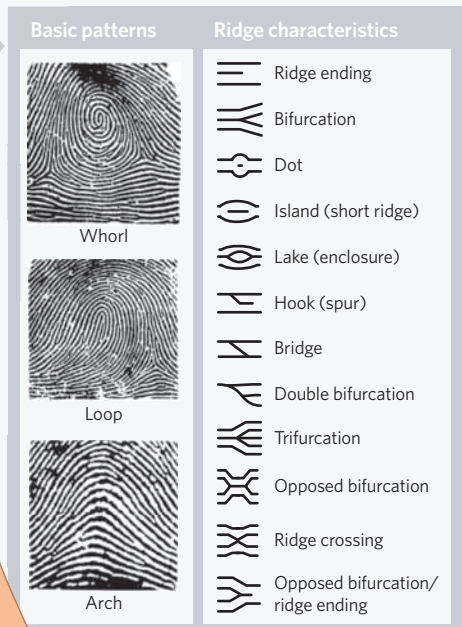 Basic patterns
Whorl
Loop
Arch
Ridge characteristics
Ridge ending
Bifurcation
Dot
Island (short ridge)
Lake (enclosure)
Hook (spur)
Bridge
Double bifurcation
Trifurcation
Opposed bifurcation
Ridge crossing
Opposed bifurcation/
ridge ending